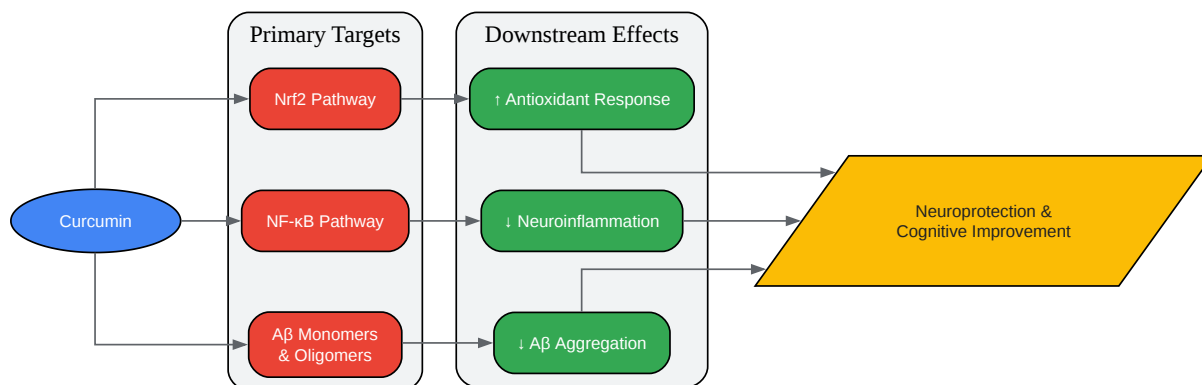 Primary Targets
Downstream Effects
Nrf2 Pathway
↑ Antioxidant Response
Curcumin
NF-κB Pathway
↓ Neuroinflammation
Neuroprotection &
Cognitive Improvement
Aβ Monomers
& Oligomers
↓ Aβ Aggregation